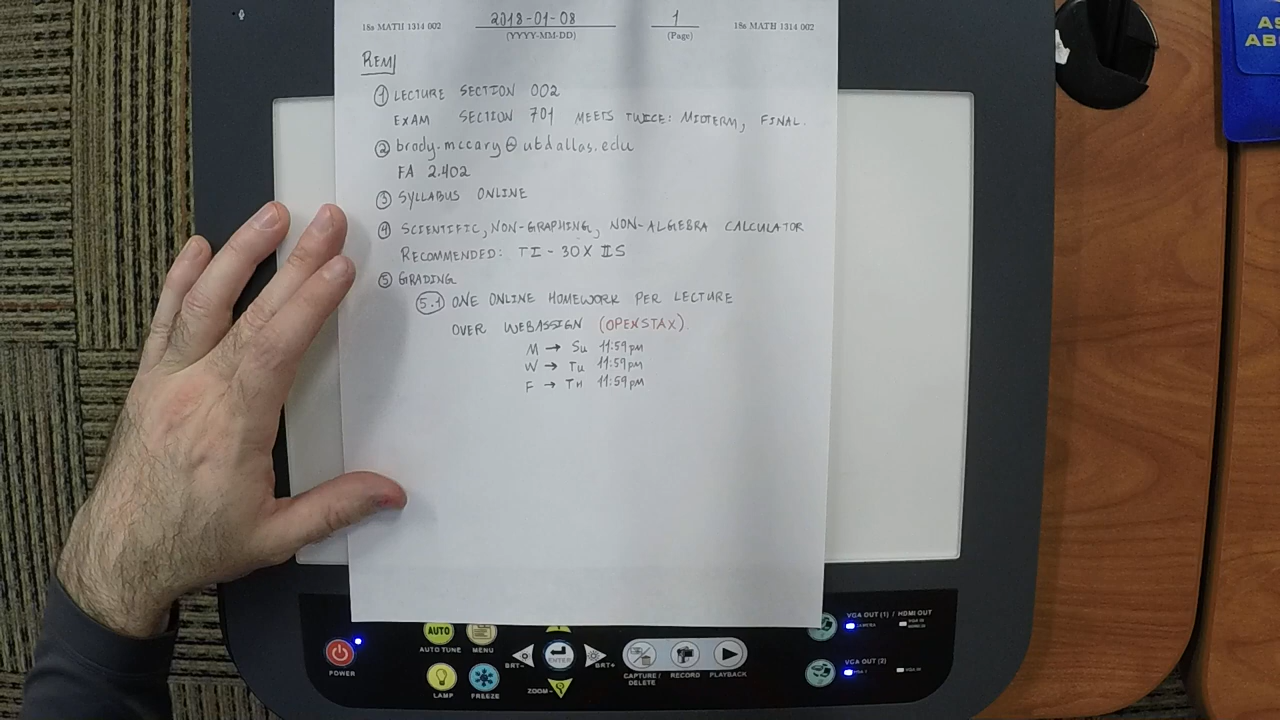 18s MATH 1314 002 2018-01-08 1 18s MATH 1314 002
(YYYY-MM-DD) (Page)
REM
① LECTURE SECTION 002
EXAM SECTION 701 MEETS TWICE: MIDTERM, FINAL.
② brody.mccary@utdallas.edu
FA 2.402
③ SYLLABUS ONLINE
④ SCIENTIFIC, NON-GRAPHING, NON-ALGEBRA CALCULATOR
RECOMMENDED: TI-30X IIS
⑤ GRADING
5.1 ONE ONLINE HOMEWORK PER LECTURE
OVER WEBASSIGN (OPENSTAX).
M → Su 11:59pm
W → Tu 11:59pm
F → TH 11:59pm
AS
AB
POWER
AUTO
AUTO TUNE
MENU
LAMP
FREEZE
BRT-
ENTER
BRT+
ZOOM-
CAPTURE / DELETE
RECORD
PLAYBACK
VGA OUT (1) / HDMI OUT
VGA OUT (2)